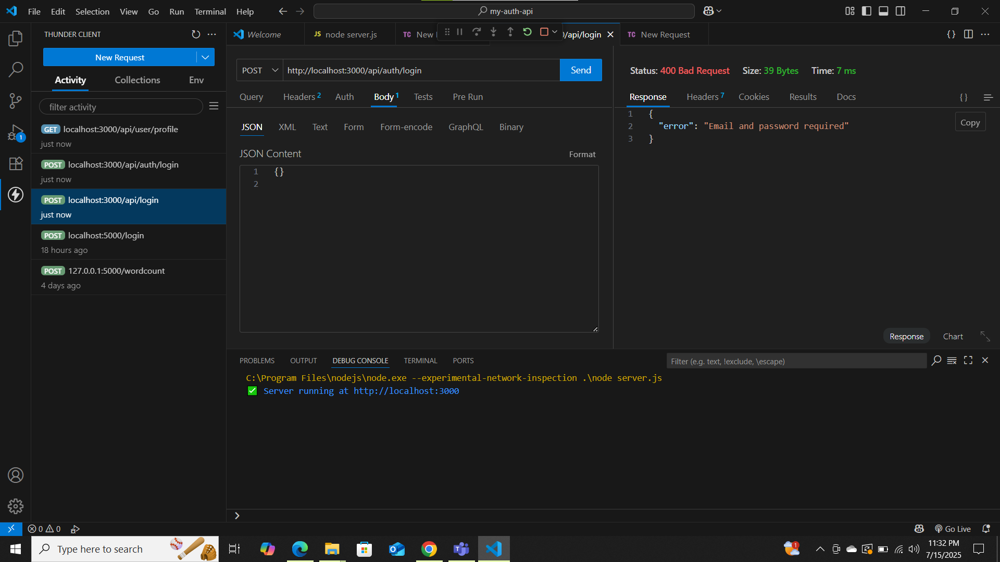 File Edit Selection View Go Run Terminal Help
my-auth-api
THUNDER CLIENT
New Request
Activity Collections Env
filter activity
GET localhost:3000/api/user/profile
just now
POST localhost:3000/api/auth/login
just now
POST localhost:3000/api/login
just now
POST localhost:5000/login
18 hours ago
POST 127.0.0.1:5000/wordcount
4 days ago
Welcome
JS node server.js
TC New
/api/login
TC New Request
POST http://localhost:3000/api/auth/login Send
Query Headers 2 Auth Body 1 Tests Pre Run
JSON XML Text Form Form-encode GraphQL Binary
JSON Content Format
1 {}
2
Status: 400 Bad Request Size: 39 Bytes Time: 7 ms
Response Headers 7 Cookies Results Docs {}
1 {
2 "error": "Email and password required"
3 }
Copy
Response Chart
PROBLEMS OUTPUT DEBUG CONSOLE TERMINAL PORTS
Filter (e.g. text, !exclude, \escape)
C:\Program Files\nodejs\node.exe --experimental-network-inspection .\node server.js
✅ Server running at http://localhost:3000
1
0 0
Go Live
Type here to search
1
11:32 PM
7/15/2025